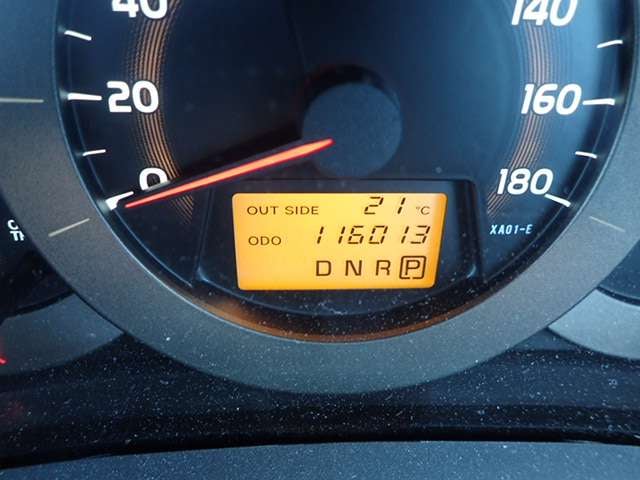 40
140
20
160
0
180
OUT SIDE 21 °C
ODO 116013
XA01-E
D N R P